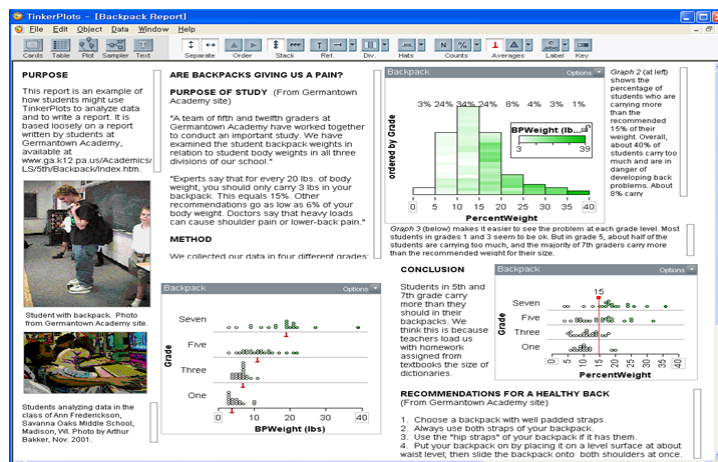 TinkerPlots - [Backpack Report]
File Edit Object Data Window Help
Cards Table Plot Sampler Text Separate Order Stack Ref. Div. Hats Counts Averages Label Key
PURPOSE
This report is an example of
how students might use
TinkerPlots to analyze data
and to write a report. It is
based loosely on a report
written by students at
Germantown Academy,
available at
www.ga.k12.pa.us/Academics/
LS/5th/Backpack/Index.htm.
Student with backpack. Photo
from Germantown Academy site.
Students analyzing data in the
class of Ann Frederickson,
Savanna Oaks Middle School,
Madison, WI. Photo by Arthur
Bakker, Nov. 2001.
ARE BACKPACKS GIVING US A PAIN?
PURPOSE OF STUDY (From Germantown
Academy site)
"A team of fifth and twelfth graders at
Germantown Academy have worked together
to conduct an important study. We have
examined the student backpack weights in
relation to student body weights in all three
divisions of our school."
"Experts say that for every 20 lbs. of body
weight, you should only carry 3 lbs in your
backpack. This equals 15%. Other
recommendations go as low as 6% of your
body weight. Doctors say that heavy loads
can cause shoulder pain or lower-back pain."
METHOD
We collected our data in four different grades:
Backpack Options
Seven
Five
Three
One
Grade
0 10 20 30 40
BPWeight (lbs)
Backpack Options
3% 24% 34% 24% 8% 4% 3% 1%
BPWeight (lb...
3 39
ordered by Grade
0 5 10 15 20 25 30 35 40
PercentWeight
Graph 2 (at left)
shows the
percentage of
students who are
carrying more
than the
recommended
15% of their
weight. Overall,
about 40% of
students carry too
much and are in
danger of
developing back
problems. About
8% carry
Graph 3 (below) makes it easier to see the problem at each grade level. Most
students in grades 1 and 3 seem to be ok. But in grade 5, about half of the
students are carrying too much, and the majority of 7th graders carry more
than the recommended weight for their size.
CONCLUSION
Students in 5th and
7th grade carry
more than they
should in their
backpacks. We
think this is because
teachers load us
with homework
assigned from
textbooks the size of
dictionaries.
Backpack Options
15
Seven
Five
Three
One
Grade
0 5 10 15 20 25 30 35 40
PercentWeight
RECOMMENDATIONS FOR A HEALTHY BACK
(From Germantown Academy site)
1. Choose a backpack with well padded straps.
2. Always use both straps of your backpack.
3. Use the "hip straps" of your backpack if it has them.
4. Put your backpack on by placing it on a level surface at about
waist level; then slide the backpack onto both shoulders at once.